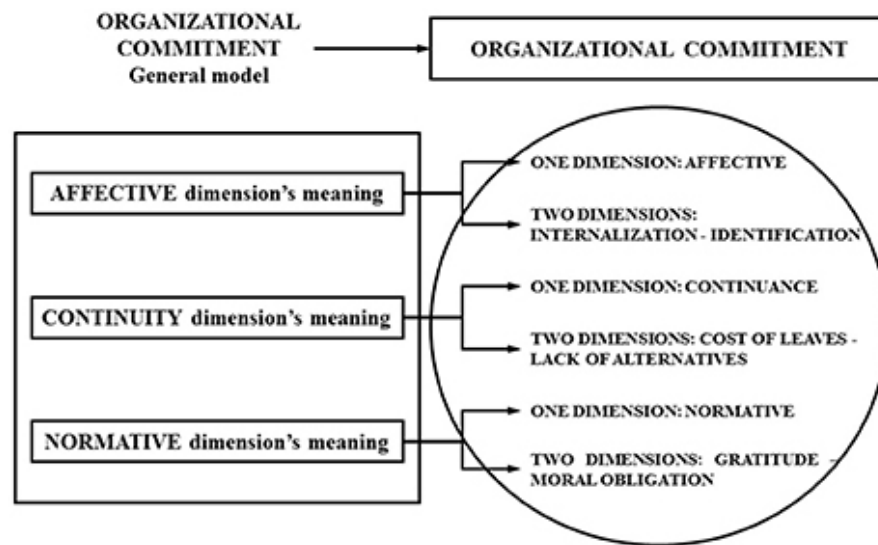 ORGANIZATIONAL
COMMITMENT
General model
ORGANIZATIONAL COMMITMENT
AFFECTIVE dimension's meaning
ONE DIMENSION: AFFECTIVE
TWO DIMENSIONS:
INTERNALIZATION - IDENTIFICATION
CONTINUITY dimension's meaning
ONE DIMENSION: CONTINUANCE
TWO DIMENSIONS: COST OF LEAVES -
LACK OF ALTERNATIVES
NORMATIVE dimension's meaning
ONE DIMENSION: NORMATIVE
TWO DIMENSIONS: GRATITUDE –
MORAL OBLIGATION